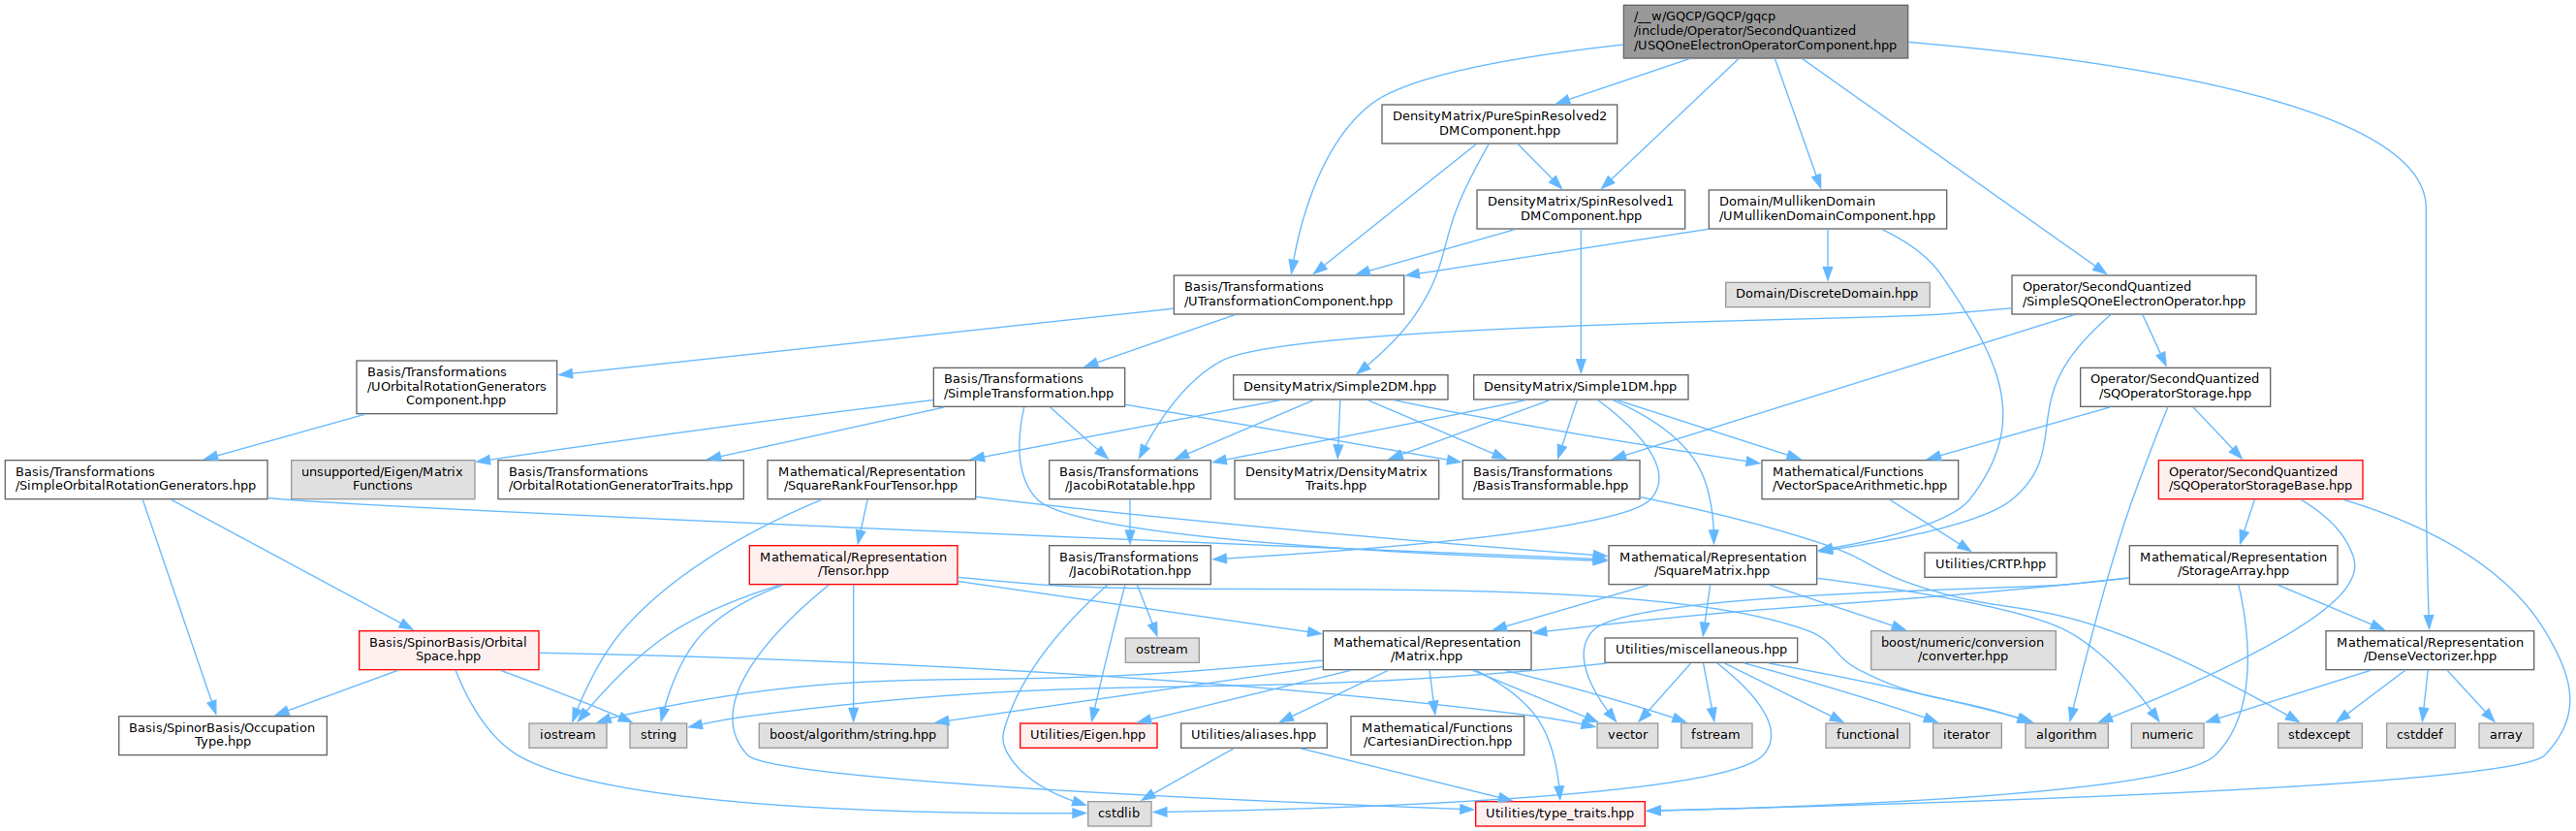 /__w/GQCP/GQCP/gqcp
/include/Operator/SecondQuantized
/USQOneElectronOperatorComponent.hpp
DensityMatrix/PureSpinResolved2
DMComponent.hpp
DensityMatrix/SpinResolved1
DMComponent.hpp
Domain/MullikenDomain
/UMullikenDomainComponent.hpp
Basis/Transformations
/UTransformationComponent.hpp
Domain/DiscreteDomain.hpp
Operator/SecondQuantized
/SimpleSQOneElectronOperator.hpp
Basis/Transformations
/UOrbitalRotationGenerators
Component.hpp
Basis/Transformations
/SimpleTransformation.hpp
DensityMatrix/Simple2DM.hpp
DensityMatrix/Simple1DM.hpp
Operator/SecondQuantized
/SQOperatorStorage.hpp
Basis/Transformations
/SimpleOrbitalRotationGenerators.hpp
unsupported/Eigen/Matrix
Functions
Basis/Transformations
/OrbitalRotationGeneratorTraits.hpp
Mathematical/Representation
/SquareRankFourTensor.hpp
Basis/Transformations
/JacobiRotatable.hpp
DensityMatrix/DensityMatrix
Traits.hpp
Basis/Transformations
/BasisTransformable.hpp
Mathematical/Functions
/VectorSpaceArithmetic.hpp
Operator/SecondQuantized
/SQOperatorStorageBase.hpp
Mathematical/Representation
/Tensor.hpp
Basis/Transformations
/JacobiRotation.hpp
Mathematical/Representation
/SquareMatrix.hpp
Utilities/CRTP.hpp
Mathematical/Representation
/StorageArray.hpp
Basis/SpinorBasis/Orbital
Space.hpp
ostream
Mathematical/Representation
/Matrix.hpp
Utilities/miscellaneous.hpp
boost/numeric/conversion
/converter.hpp
Mathematical/Representation
/DenseVectorizer.hpp
Basis/SpinorBasis/Occupation
Type.hpp
iostream
string
boost/algorithm/string.hpp
Utilities/Eigen.hpp
Utilities/aliases.hpp
Mathematical/Functions
/CartesianDirection.hpp
vector
fstream
functional
iterator
algorithm
numeric
stdexcept
cstddef
array
cstdlib
Utilities/type_traits.hpp